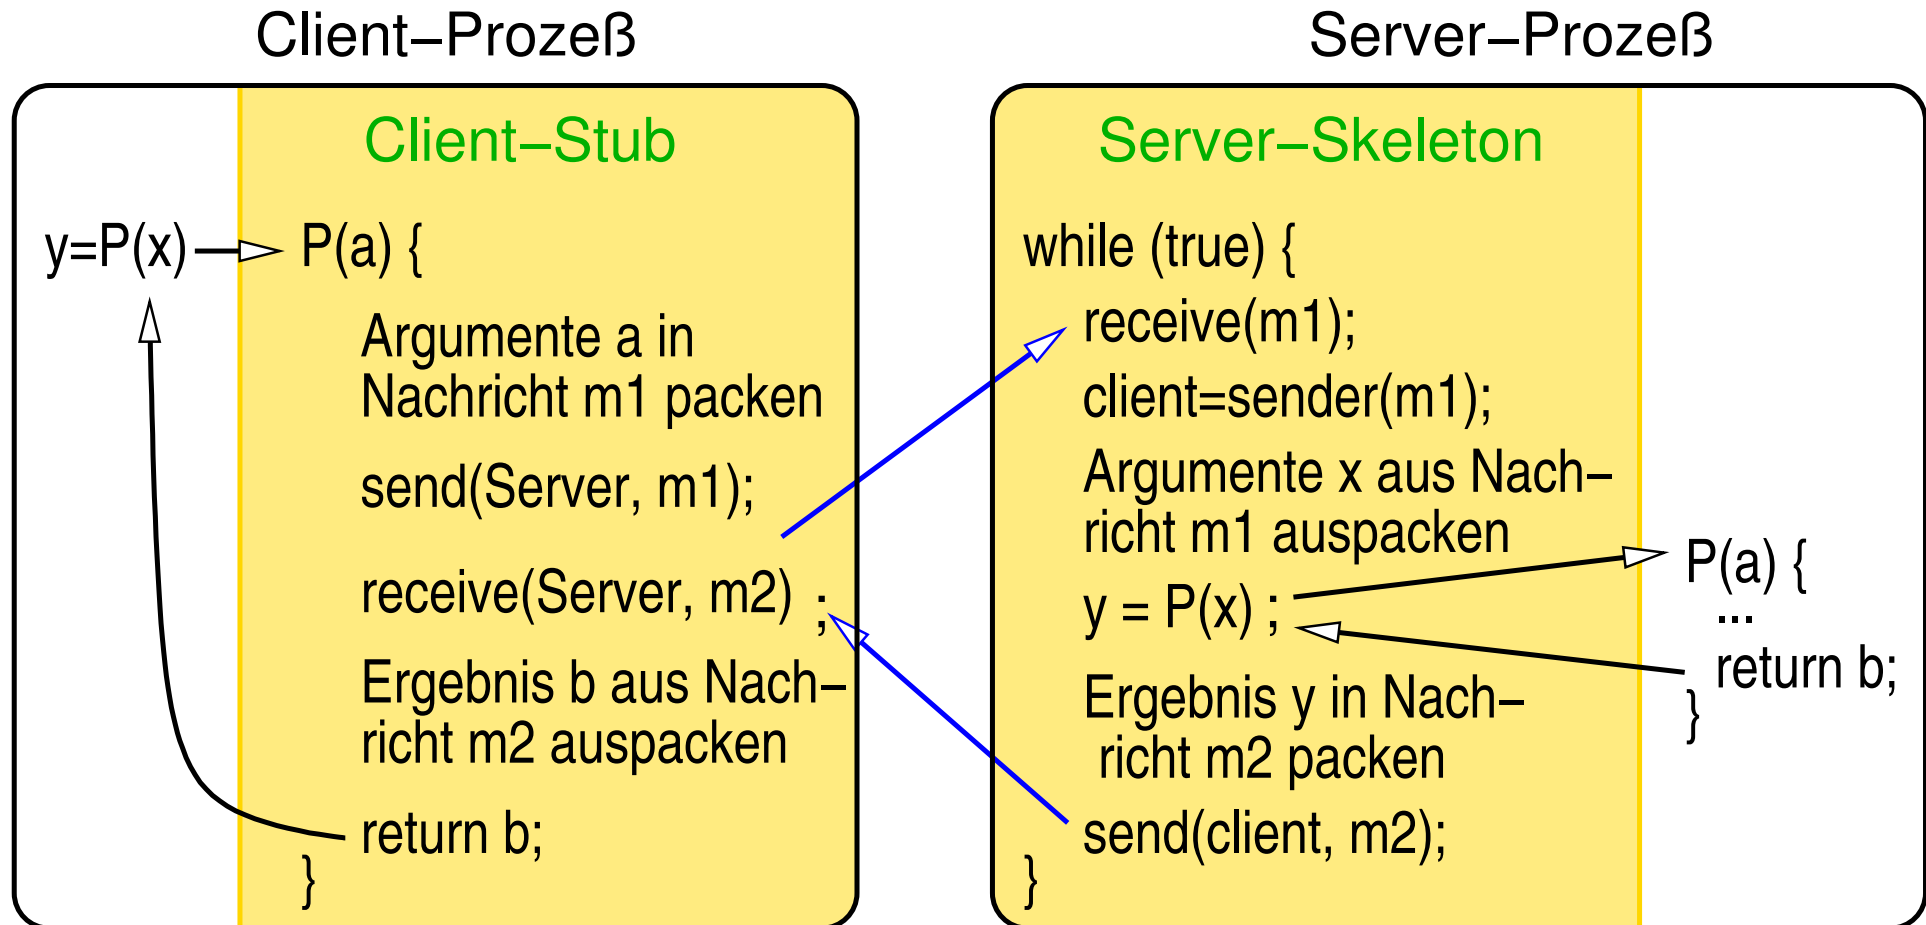 Client–Prozeß
Client–Stub
y=P(x)
P(a) {
Argumente a in
Nachricht m1 packen
send(Server, m1);
receive(Server, m2) ;
Ergebnis b aus Nach–
richt m2 auspacken
return b;
}
Server–Prozeß
Server–Skeleton
while (true) {
receive(m1);
client=sender(m1);
Argumente x aus Nach–
richt m1 auspacken
y = P(x) ;
Ergebnis y in Nach–
richt m2 packen
send(client, m2);
}
P(a) {
...
return b;
}